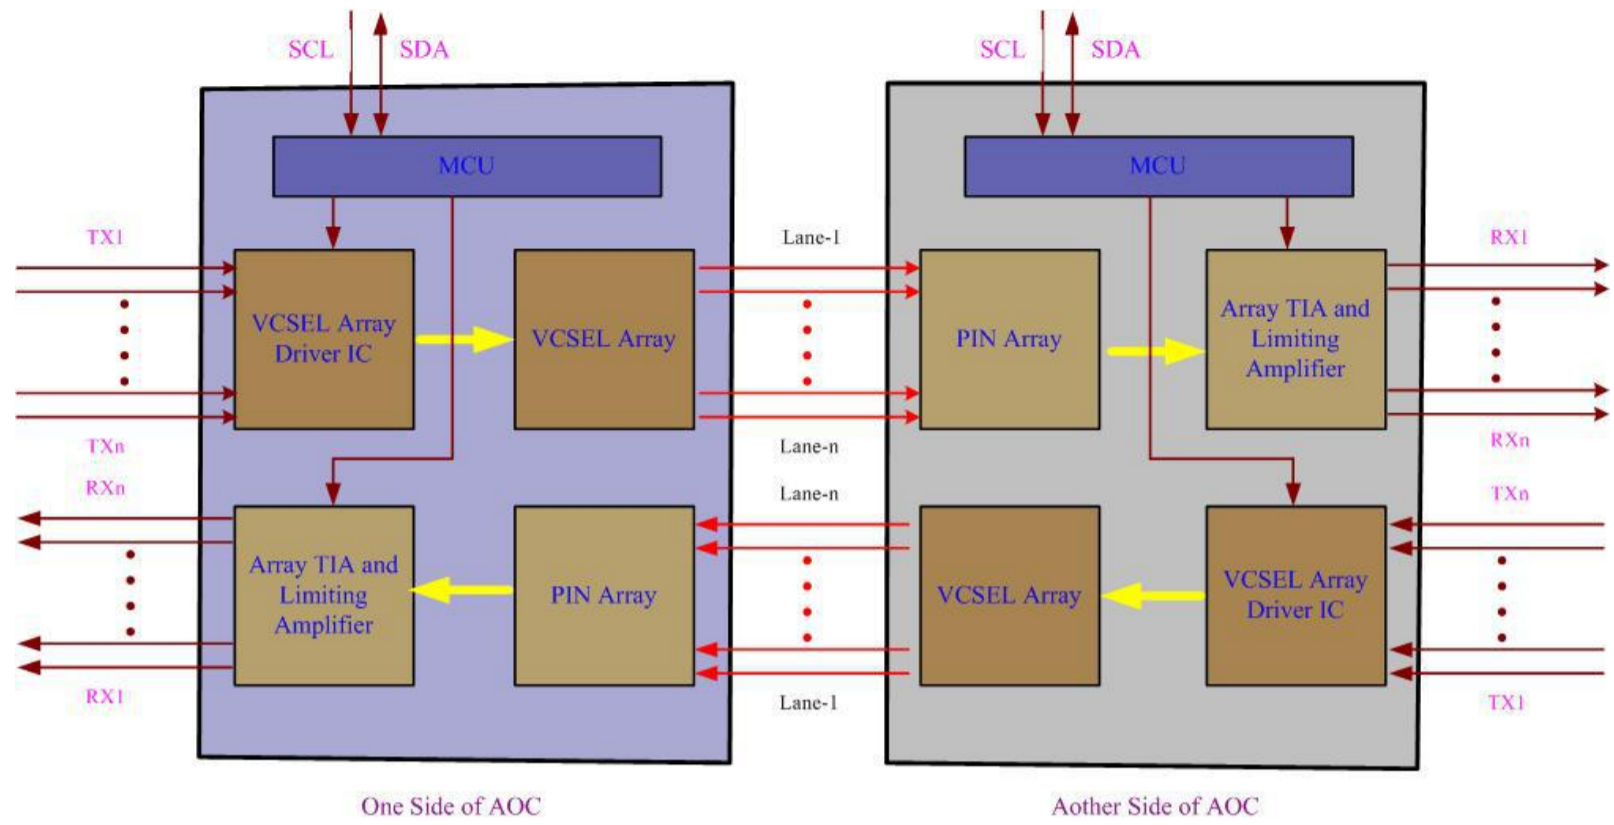 SCL
SDA
SCL
SDA
MCU
MCU
TX1
Lane-1
RX1
VCSEL Array
Driver IC
VCSEL Array
PIN Array
Array TIA and
Limiting
Amplifier
TXn
Lane-n
RXn
RXn
Lane-n
TXn
Array TIA and
Limiting
Amplifier
PIN Array
VCSEL Array
VCSEL Array
Driver IC
RX1
Lane-1
TX1
One Side of AOC
Aother Side of AOC